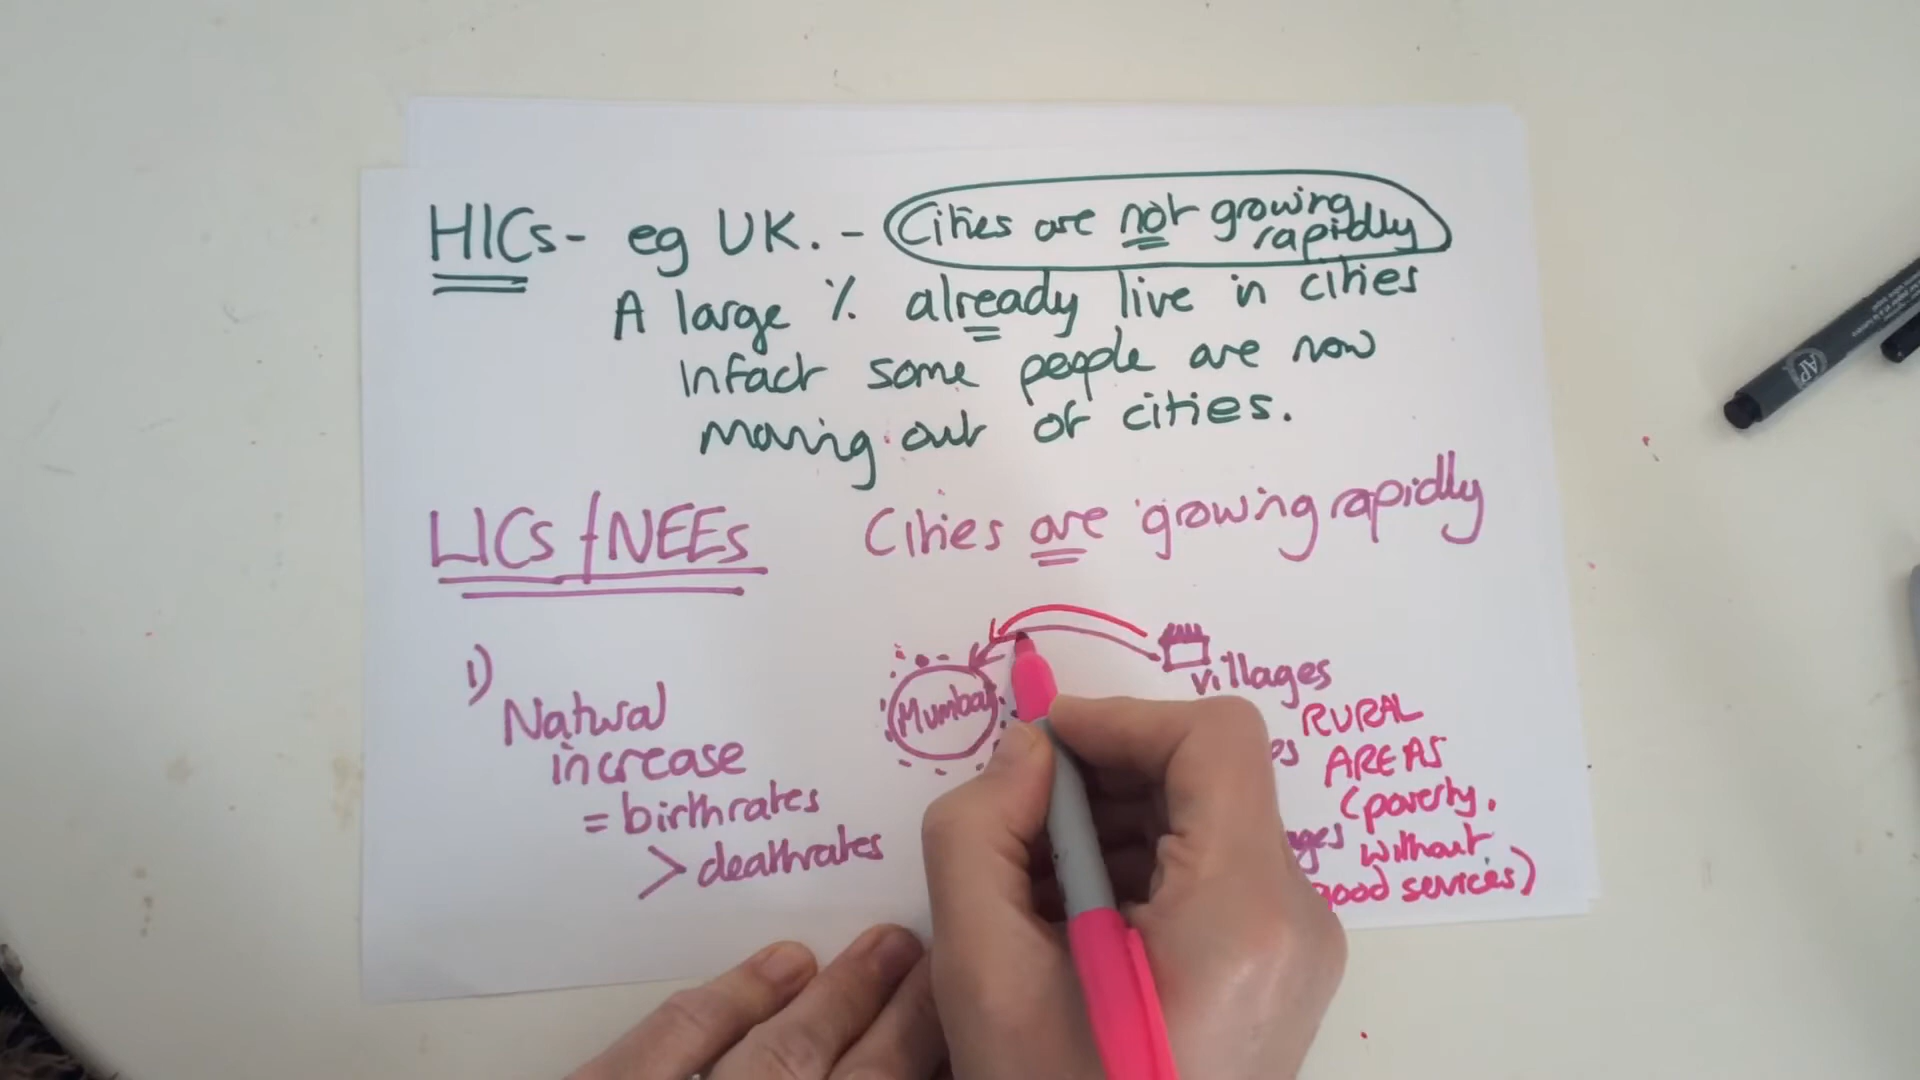 HICs - eg UK. - Cities are not growing
rapidly
A large % already live in cities
Infact some people are now
moving out of cities.
LICs / NEEs Cities are growing rapidly
1)
Natural
increase
= birthrates
> deathrates
Mumbai
villages
RURAL
AREAS
(poverty.
without
good services)
AP